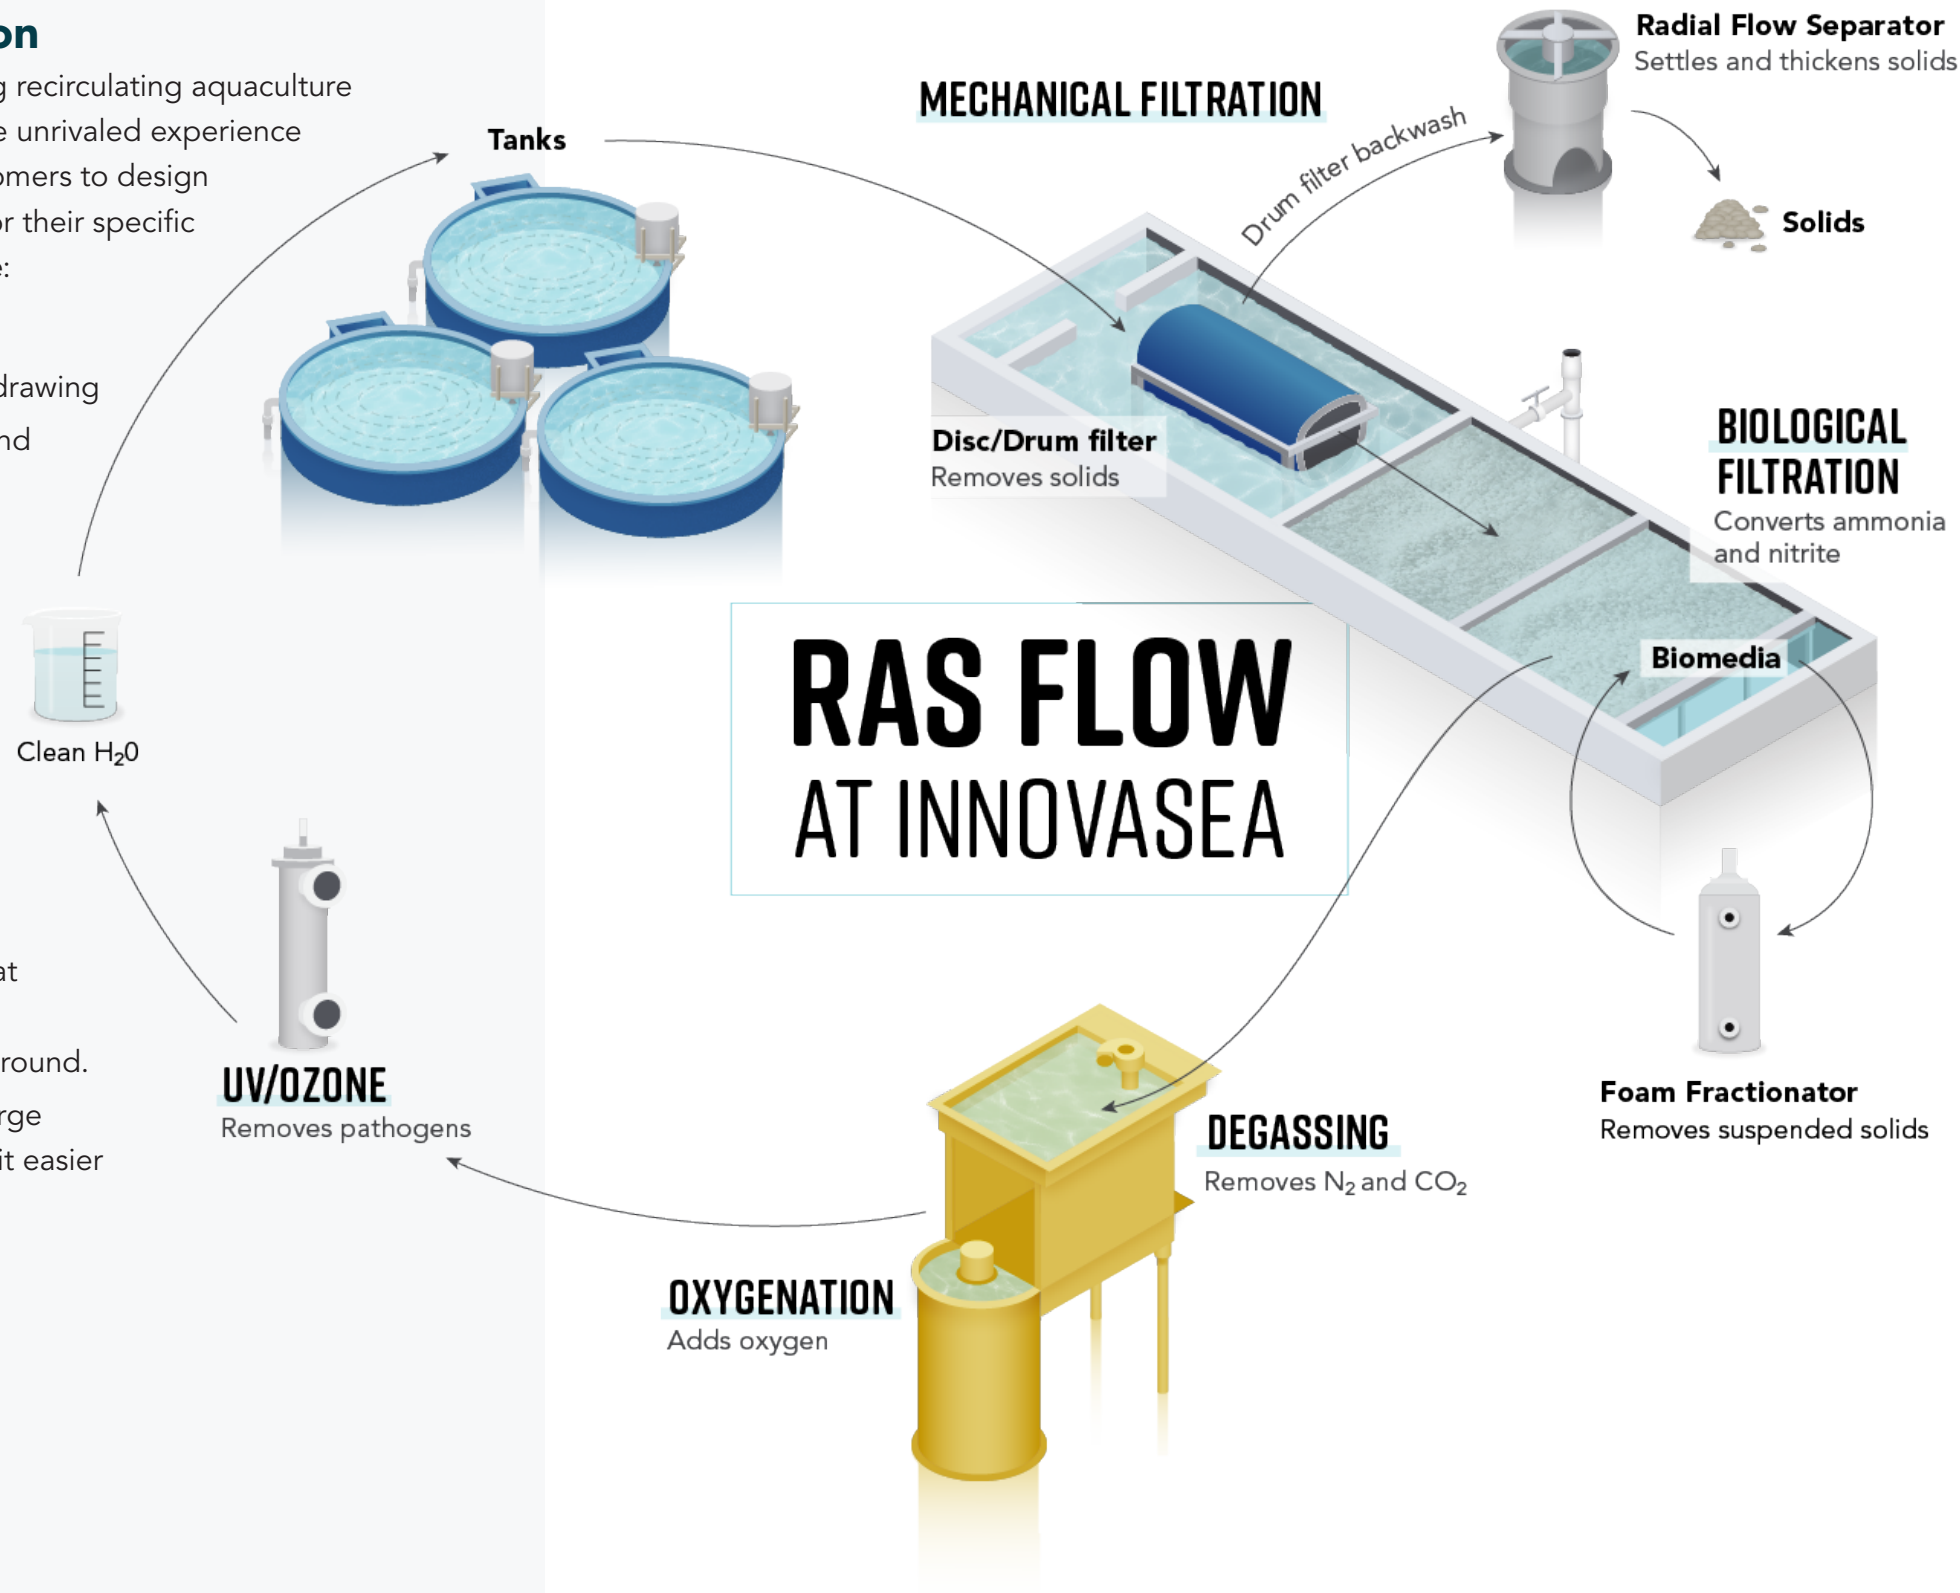 on
g recirculating aquaculture
e unrivaled experience
omers to design
or their specific
e:
drawing
nd
at
round.
rge
it easier
Tanks
MECHANICAL FILTRATION
Drum filter backwash
Radial Flow Separator
Settles and thickens solids
Solids
Disc/Drum filter
Removes solids
BIOLOGICAL
FILTRATION
Converts ammonia
and nitrite
Biomedia
RAS FLOW
AT INNOVASEA
Clean H₂0
Foam Fractionator
Removes suspended solids
DEGASSING
Removes N₂ and CO₂
OXYGENATION
Adds oxygen
UV/OZONE
Removes pathogens